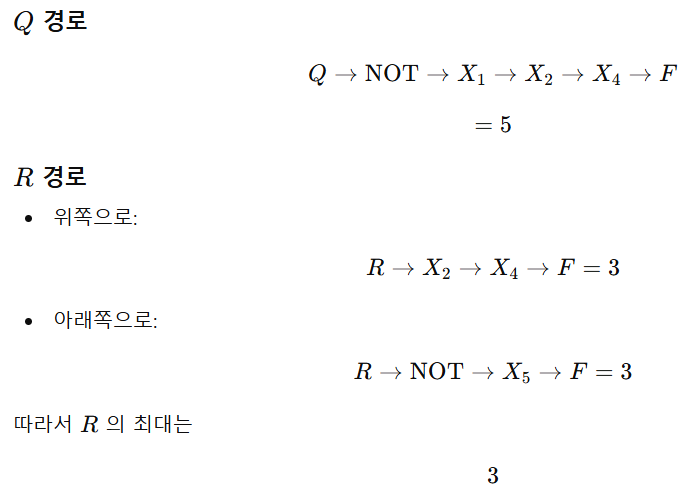 Q 경로
Q → NOT → X₁ → X₂ → X₄ → F
= 5
R 경로
• 위쪽으로:
R → X₂ → X₄ → F = 3
• 아래쪽으로:
R → NOT → X₅ → F = 3
따라서 R 의 최대는
3